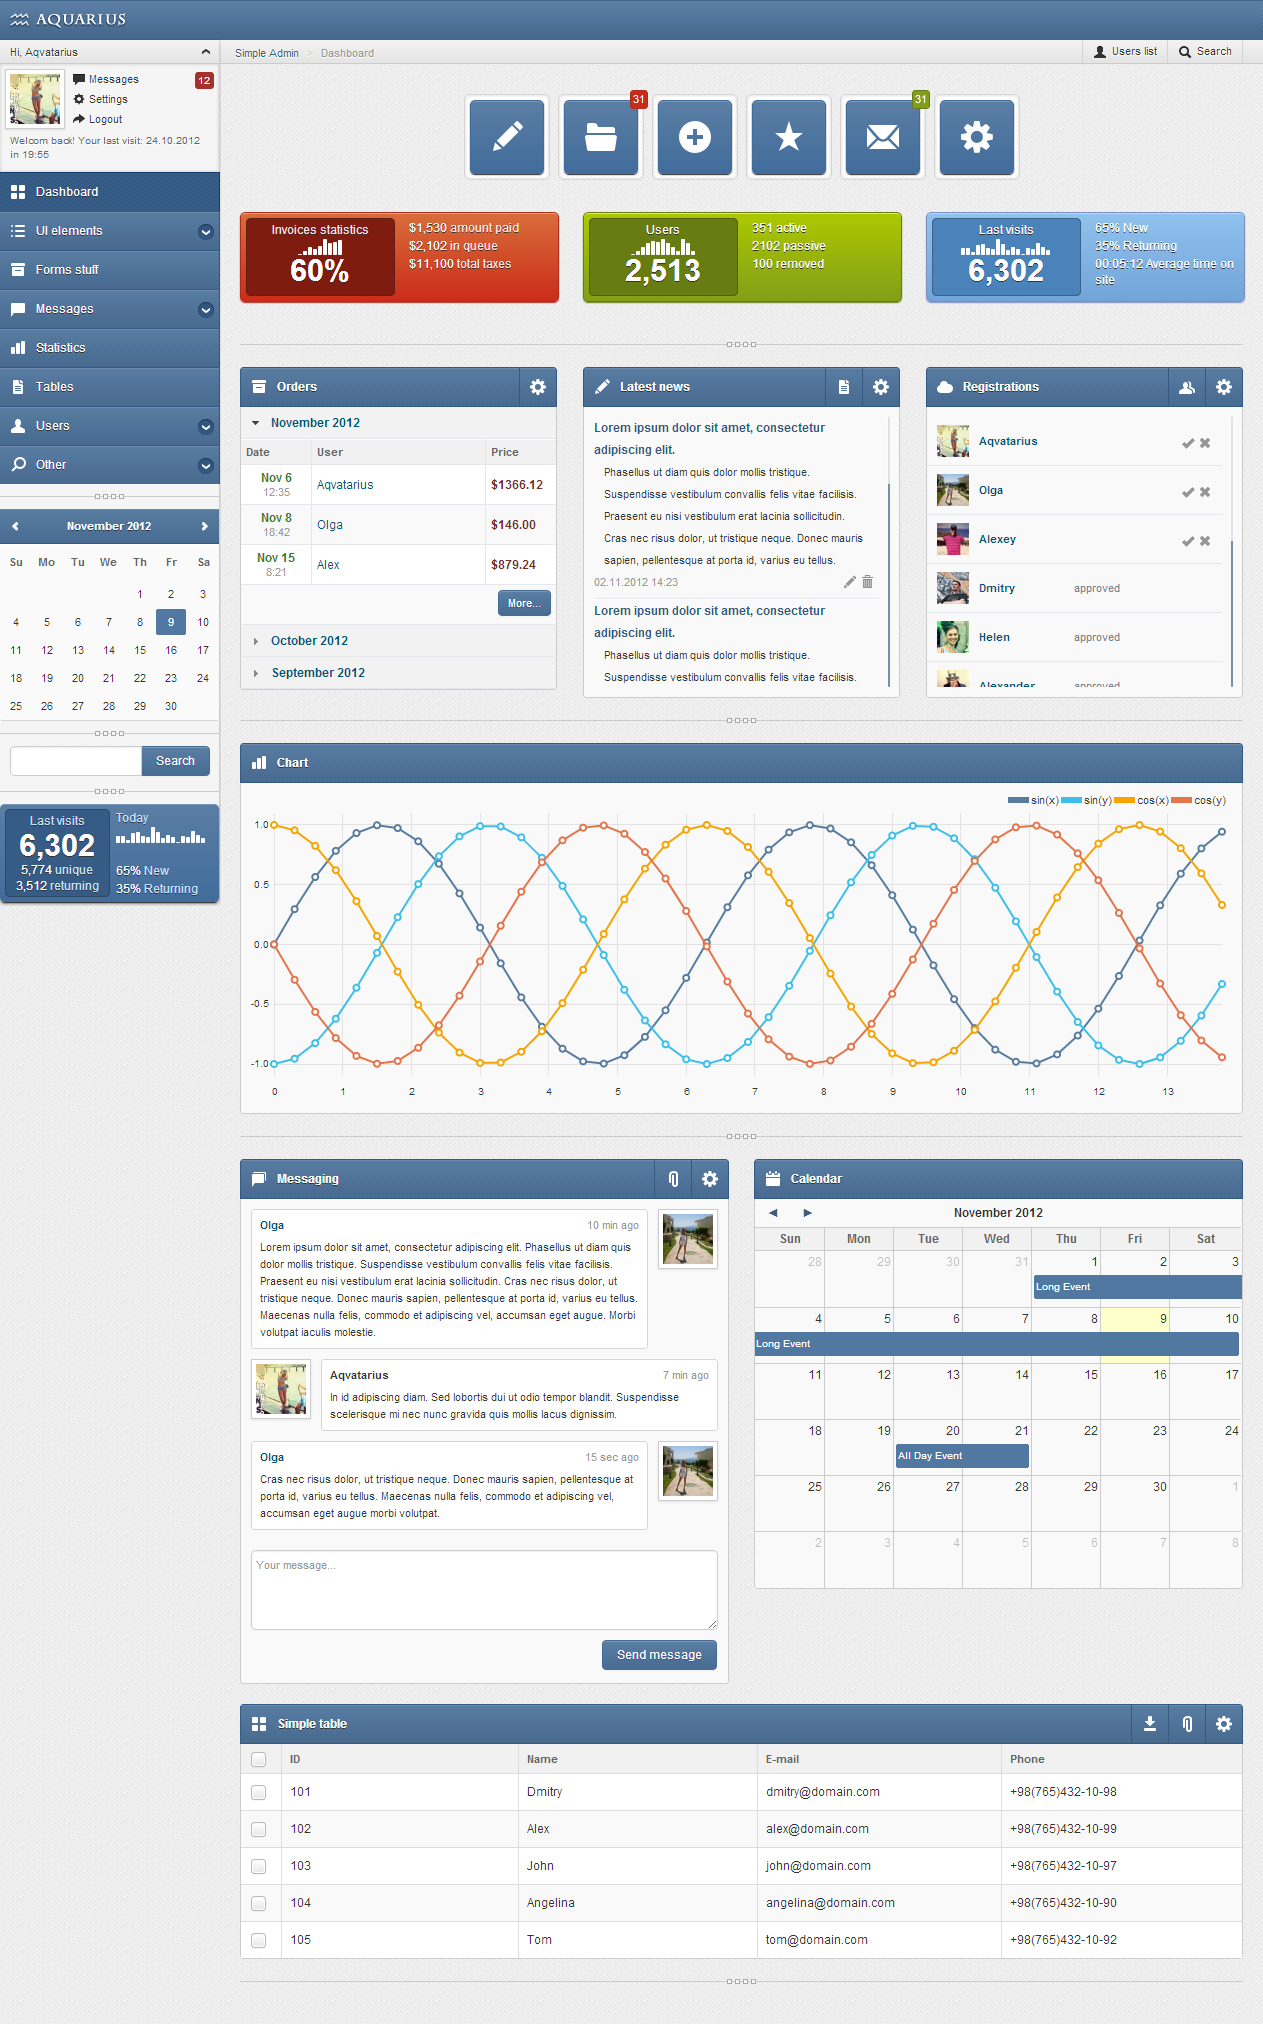 AQUARIUS
Hi, Aqvatarius
Messages 12
Settings
Logout
Welcom back! Your last visit: 24.10.2012
in 19:55
Dashboard
UI elements
Forms stuff
Messages
Statistics
Tables
Users
Other
November 2012
Su Mo Tu We Th Fr Sa
1 2 3
4 5 6 7 8 9 10
11 12 13 14 15 16 17
18 19 20 21 22 23 24
25 26 27 28 29 30
Search
Last visits
6,302
5,774 unique
3,512 returning
Today
65% New
35% Returning
Simple Admin > Dashboard
Users list
Search
31
31
Invoices statistics
60%
$1,530 amount paid
$2,102 in queue
$11,100 total taxes
Users
2,513
351 active
2102 passive
100 removed
Last visits
6,302
65% New
35% Returning
00:05:12 Average time on
site
Orders
November 2012
Date User Price
Nov 6
12:35
Aqvatarius
$1366.12
Nov 8
18:42
Olga
$146.00
Nov 15
8:21
Alex
$879.24
More...
October 2012
September 2012
Latest news
Lorem ipsum dolor sit amet, consectetur
adipiscing elit.
Phasellus ut diam quis dolor mollis tristique.
Suspendisse vestibulum convallis felis vitae facilisis.
Praesent eu nisi vestibulum erat lacinia sollicitudin.
Cras nec risus dolor, ut tristique neque. Donec mauris
sapien, pellentesque at porta id, varius eu tellus.
02.11.2012 14:23
Lorem ipsum dolor sit amet, consectetur
adipiscing elit.
Phasellus ut diam quis dolor mollis tristique.
Suspendisse vestibulum convallis felis vitae facilisis.
Registrations
Aqvatarius
Olga
Alexey
Dmitry approved
Helen approved
Alexander approved
Chart
sin(x) sin(y) cos(x) cos(y)
1.0
0.5
0.0
-0.5
-1.0
0 1 2 3 4 5 6 7 8 9 10 11 12 13
Messaging
Olga 10 min ago
Lorem ipsum dolor sit amet, consectetur adipiscing elit. Phasellus ut diam quis
dolor mollis tristique. Suspendisse vestibulum convallis felis vitae facilisis.
Praesent eu nisi vestibulum erat lacinia sollicitudin. Cras nec risus dolor, ut
tristique neque. Donec mauris sapien, pellentesque at porta id, varius eu tellus.
Maecenas nulla felis, commodo et adipiscing vel, accumsan eget augue. Morbi
volutpat iaculis molestie.
Aqvatarius 7 min ago
In id adipiscing diam. Sed lobortis dui ut odio tempor blandit. Suspendisse
scelerisque mi nec nunc gravida quis mollis lacus dignissim.
Olga 15 sec ago
Cras nec risus dolor, ut tristique neque. Donec mauris sapien, pellentesque at
porta id, varius eu tellus. Maecenas nulla felis, commodo et adipiscing vel,
accumsan eget augue morbi volutpat.
Your message...
Send message
Calendar
November 2012
Sun Mon Tue Wed Thu Fri Sat
28 29 30 31 1 2 3
Long Event
4 5 6 7 8 9 10
Long Event
11 12 13 14 15 16 17
18 19 20 21 22 23 24
All Day Event
25 26 27 28 29 30 1
2 3 4 5 6 7 8
Simple table
ID Name E-mail Phone
101 Dmitry dmitry@domain.com +98(765)432-10-98
102 Alex alex@domain.com +98(765)432-10-99
103 John john@domain.com +98(765)432-10-97
104 Angelina angelina@domain.com +98(765)432-10-90
105 Tom tom@domain.com +98(765)432-10-92